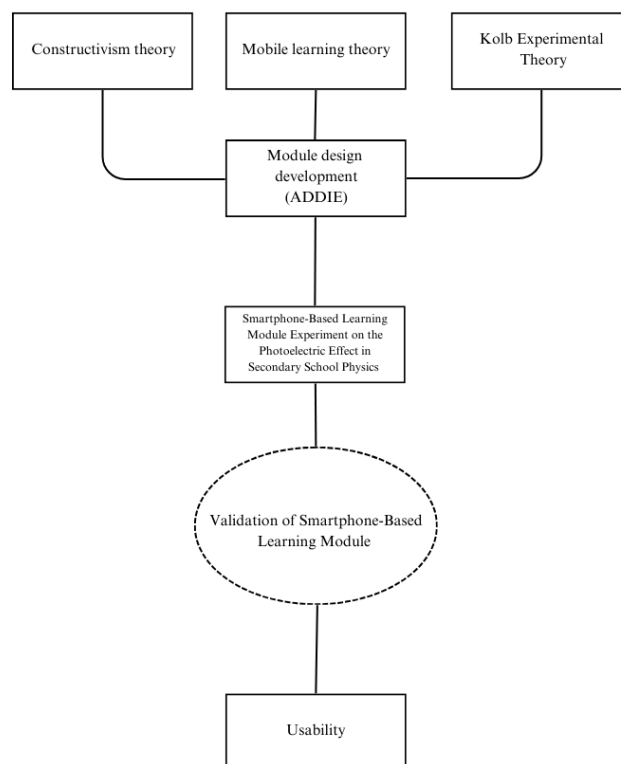 Constructivism theory
Mobile learning theory
Kolb Experimental
Theory
Module design
development
(ADDIE)
Smartphone-Based Learning
Module Experiment on the
Photoelectric Effect in
Secondary School Physics
Validation of Smartphone-Based
Learning Module
Usability